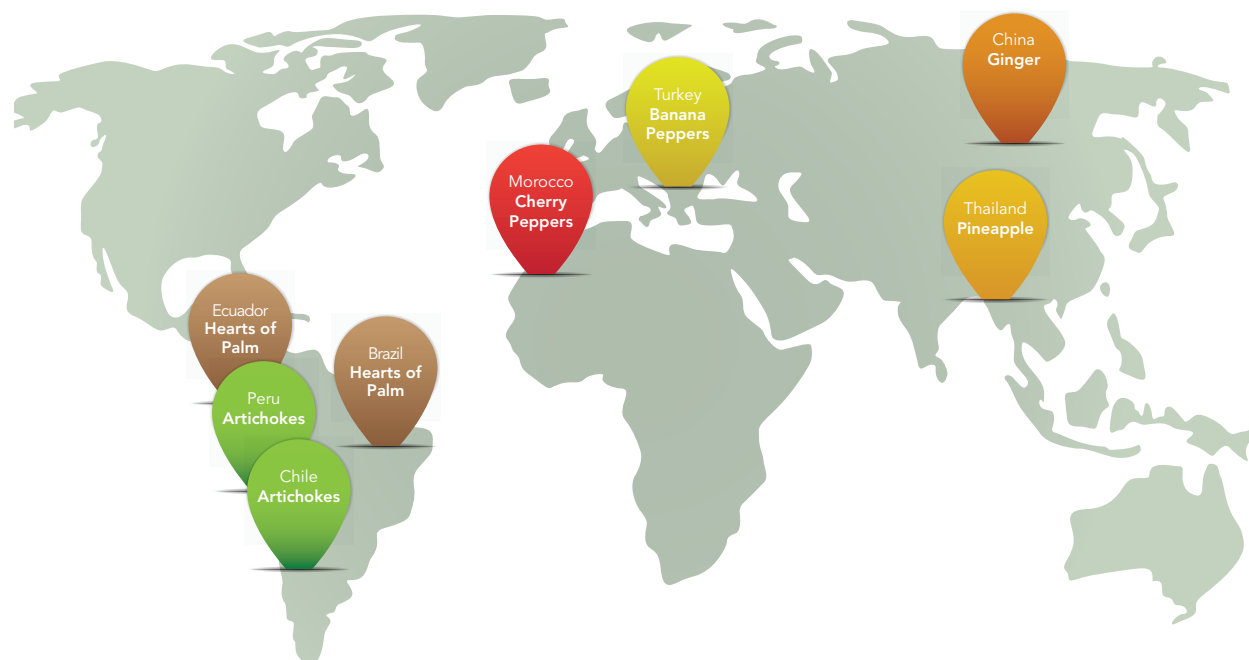 China
Ginger
Turkey
Banana
Peppers
Morocco
Cherry
Peppers
Thailand
Pineapple
Ecuador
Hearts of
Palm
Brazil
Hearts of
Palm
Peru
Artichokes
Chile
Artichokes